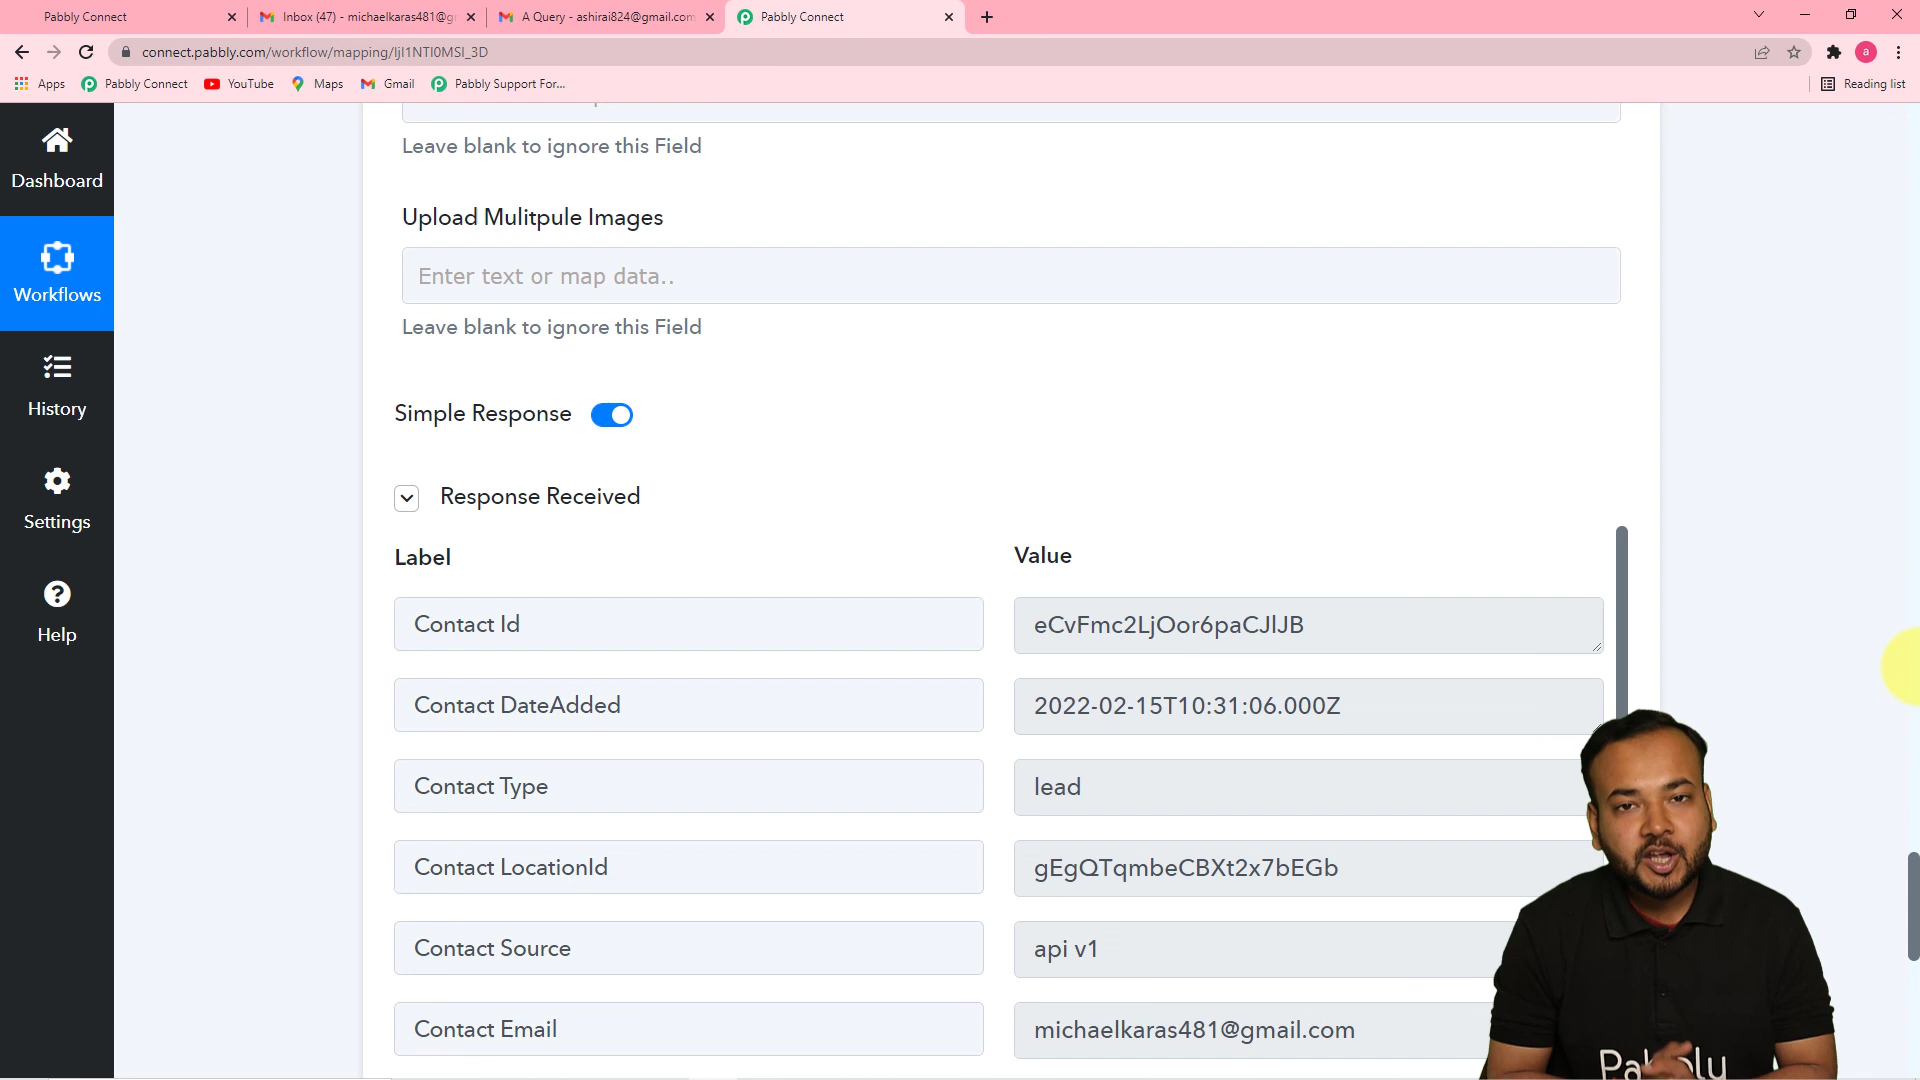 Pabbly Connect
Inbox (47) - michaelkaras481@g
A Query - ashirai824@gmail.com
Pabbly Connect
connect.pabbly.com/workflow/mapping/IjI1NTI0MSI_3D
a
Apps
Pabbly Connect
YouTube
Maps
Gmail
Pabbly Support For...
Reading list
Dashboard
Workflows
History
Settings
Help
Leave blank to ignore this Field
Upload Mulitpule Images
Enter text or map data..
Leave blank to ignore this Field
Simple Response
Response Received
Label
Value
Contact Id
eCvFmc2LjOor6paCJlJB
Contact DateAdded
2022-02-15T10:31:06.000Z
Contact Type
lead
Contact LocationId
gEgQTqmbeCBXt2x7bEGb
Contact Source
api v1
Contact Email
michaelkaras481@gmail.com